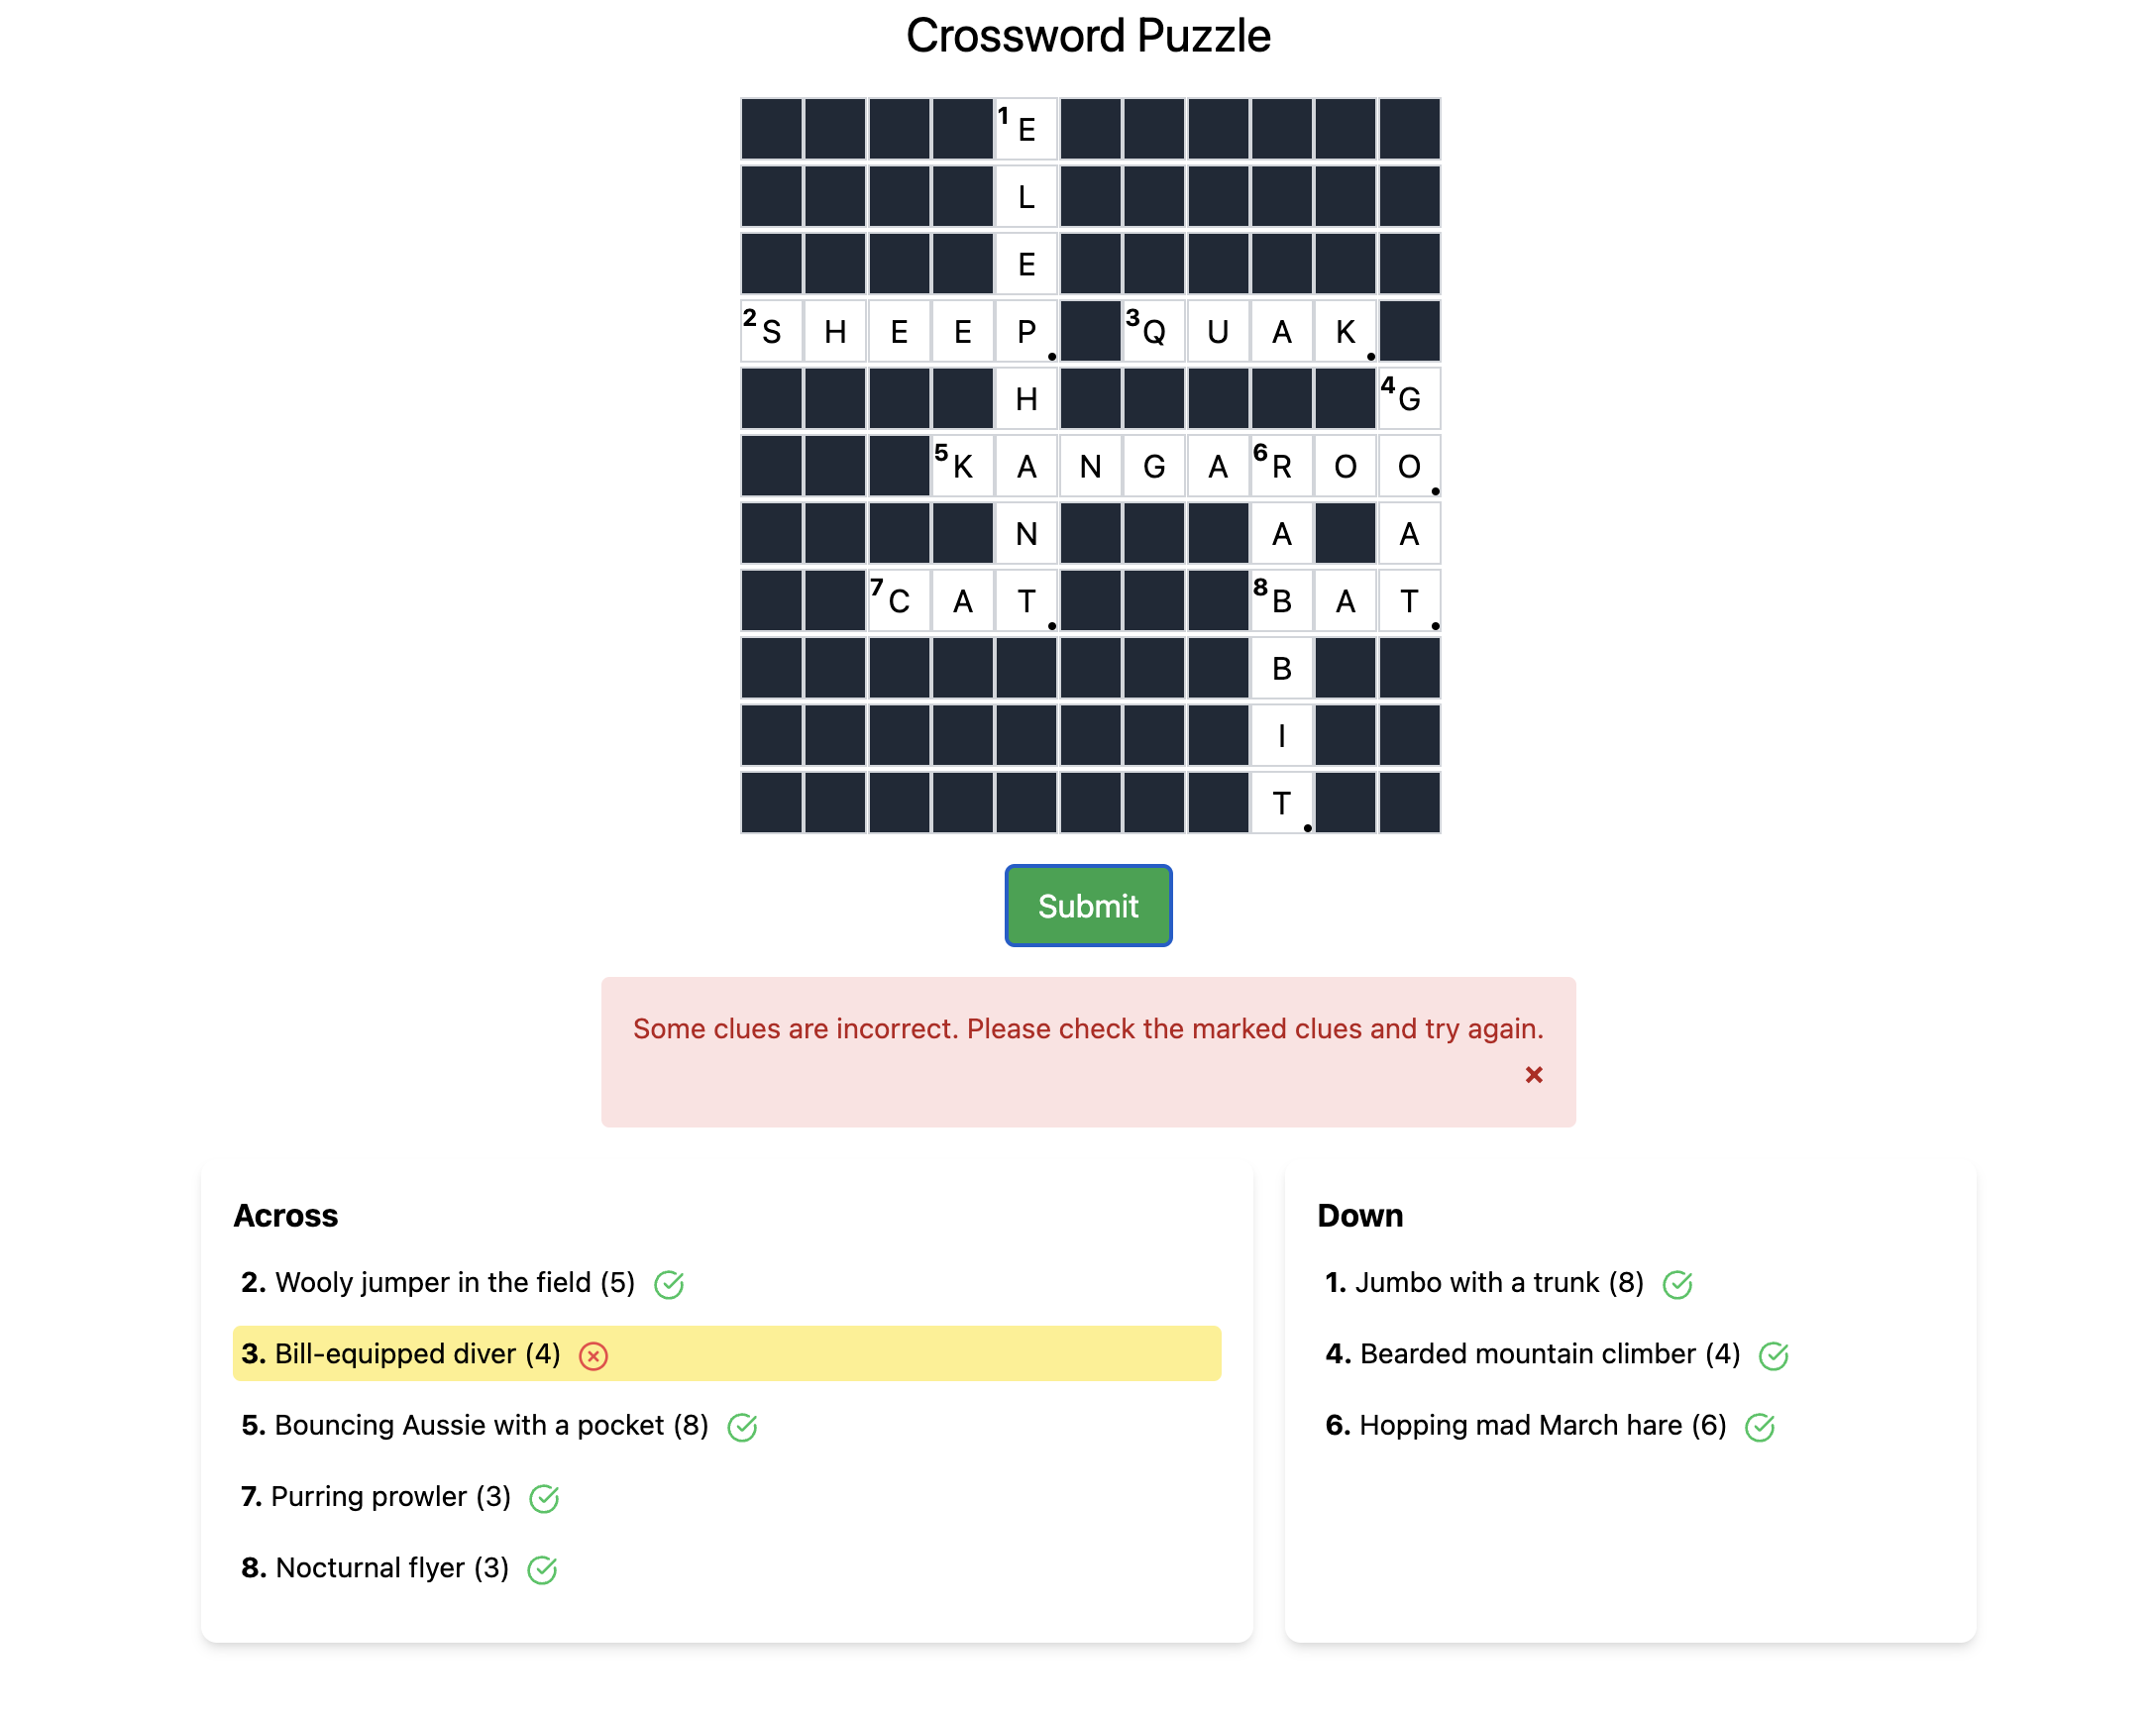 Crossword Puzzle
1 E
L
E
2 S H E E P . 3 Q U A K .
H 4 G
5 K A N G A 6 R O O .
N A A
7 C A T . 8 B A T .
B
I
T .
Submit
Some clues are incorrect. Please check the marked clues and try again.
×
Across
2. Wooly jumper in the field (5)
3. Bill-equipped diver (4)
5. Bouncing Aussie with a pocket (8)
7. Purring prowler (3)
8. Nocturnal flyer (3)
Down
1. Jumbo with a trunk (8)
4. Bearded mountain climber (4)
6. Hopping mad March hare (6)